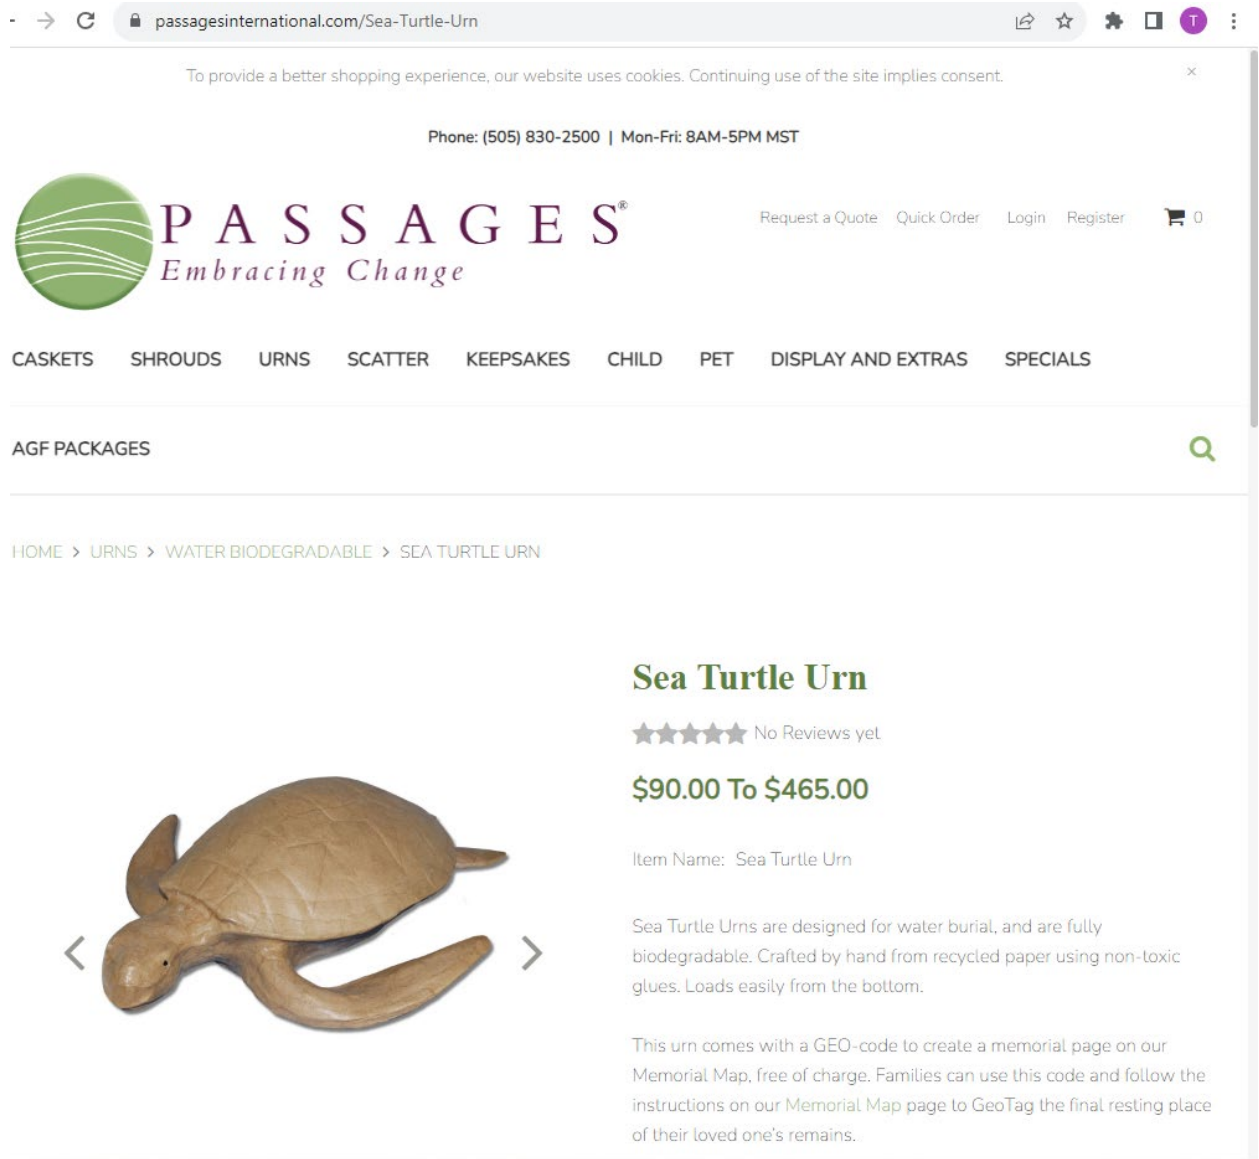 passagesinternational.com/Sea-Turtle-Urn
T
To provide a better shopping experience, our website uses cookies. Continuing use of the site implies consent.
×
Phone: (505) 830-2500 | Mon-Fri: 8AM-5PM MST
PASSAGES®
Embracing Change
Request a Quote Quick Order Login Register 0
CASKETS SHROUDS URNS SCATTER KEEPSAKES CHILD PET DISPLAY AND EXTRAS SPECIALS
AGF PACKAGES
HOME > URNS > WATER BIODEGRADABLE > SEA TURTLE URN
Sea Turtle Urn
No Reviews yet
$90.00 To $465.00
Item Name: Sea Turtle Urn
Sea Turtle Urns are designed for water burial, and are fully
biodegradable. Crafted by hand from recycled paper using non-toxic
glues. Loads easily from the bottom.
This urn comes with a GEO-code to create a memorial page on our
Memorial Map, free of charge. Families can use this code and follow the
instructions on our Memorial Map page to GeoTag the final resting place
of their loved one's remains.